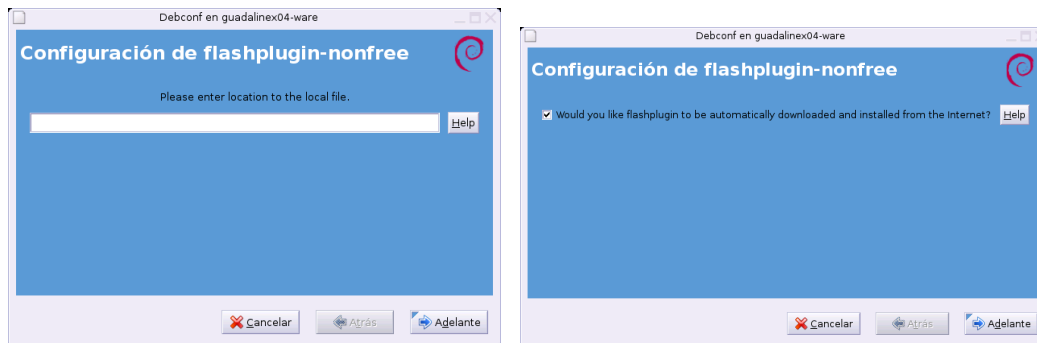 Debconf en guadalinex04-ware
Configuración de flashplugin-nonfree
Please enter location to the local file.
Help
Cancelar
Atrás
Adelante
Debconf en guadalinex04-ware
Configuración de flashplugin-nonfree
Would you like flashplugin to be automatically downloaded and installed from the Internet?
Help
Cancelar
Atrás
Adelante